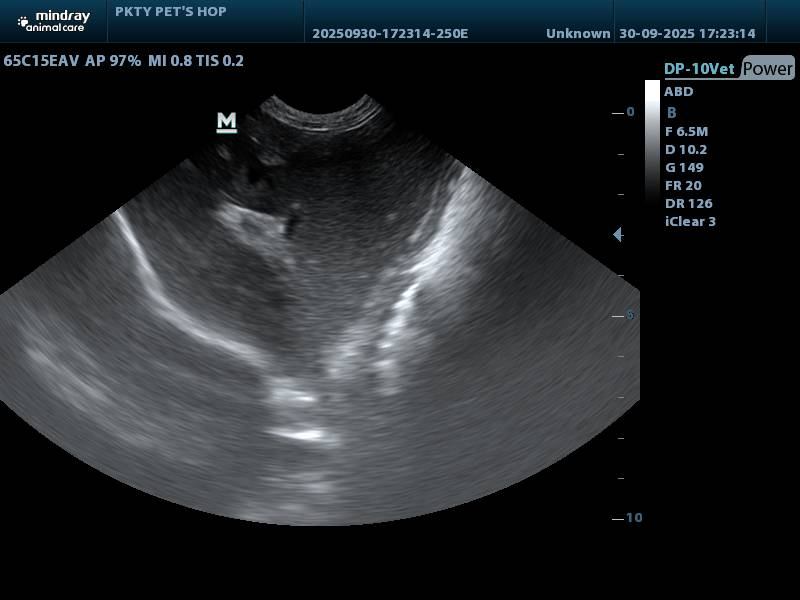 mindray
animalcare
PKTY PET'S HOP
20250930-172314-250E
Unknown
30-09-2025 17:23:14
65C15EAV AP 97% MI 0.8 TIS 0.2
DP-10Vet
Power
M
ABD
B
F 6.5M
D 10.2
G 149
FR 20
DR 126
iClear 3
0
5
10